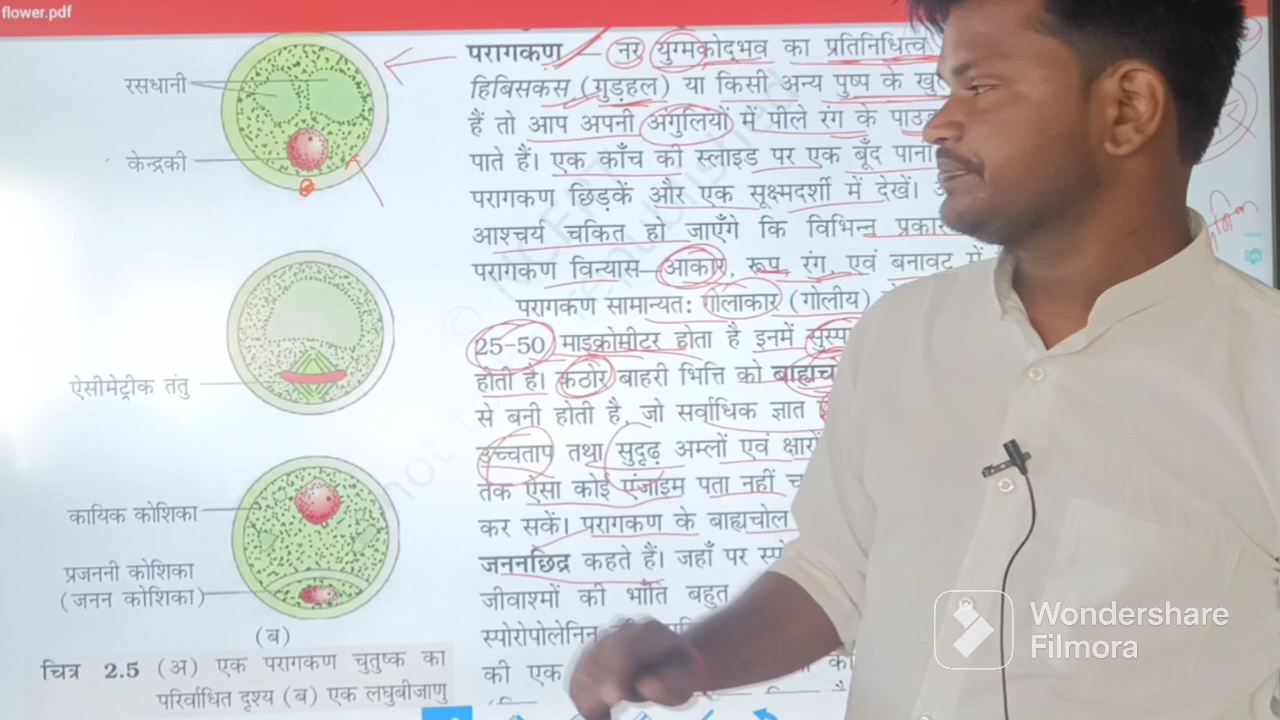 flower.pdf
रसधानी
केन्द्रकी
ऐसीमेट्रीक तंतु
कायिक कोशिका
प्रजननी कोशिका
(जनन कोशिका)
(ब)
चित्र 2.5 (अ) एक परागकण चुतुष्क का
परिर्वाधित दृश्य (ब) एक लघुबीजाणु
परागकण – नर युग्मकोद्भव का प्रतिनिधित्व
हिबिसकस (गुड़हल) या किसी अन्य पुष्प के
हैं तो आप अपनी अंगुलियों में पीले रंग के
पाते हैं। एक काँच की स्लाइड पर एक बूँद
परागकण छिड़कें और एक सूक्ष्मदर्शी में देखें।
आश्चर्य चकित हो जाएँगे कि विभिन्न
परागकण विन्यास– आकार, रूप, रंग, एवं बनावट में
परागकण सामान्यत: गोलाकार (गोलीय)
25-50 माइक्रोमीटर होता है इनमें
होती है। कठोर बाहरी भित्ति को
से बनी होती है, जो सर्वाधिक ज्ञात
उच्चताप तथा सुदृढ़ अम्लों एवं
तक ऐसा कोई एंजाइम पता नहीं
कर सकें। परागकण के बाह्यचोल
जननछिद्र कहते हैं। जहाँ पर
जीवाश्मों की भाँति बहुत
स्पोरोपोलेनिन
की एक
Wondershare
Filmora